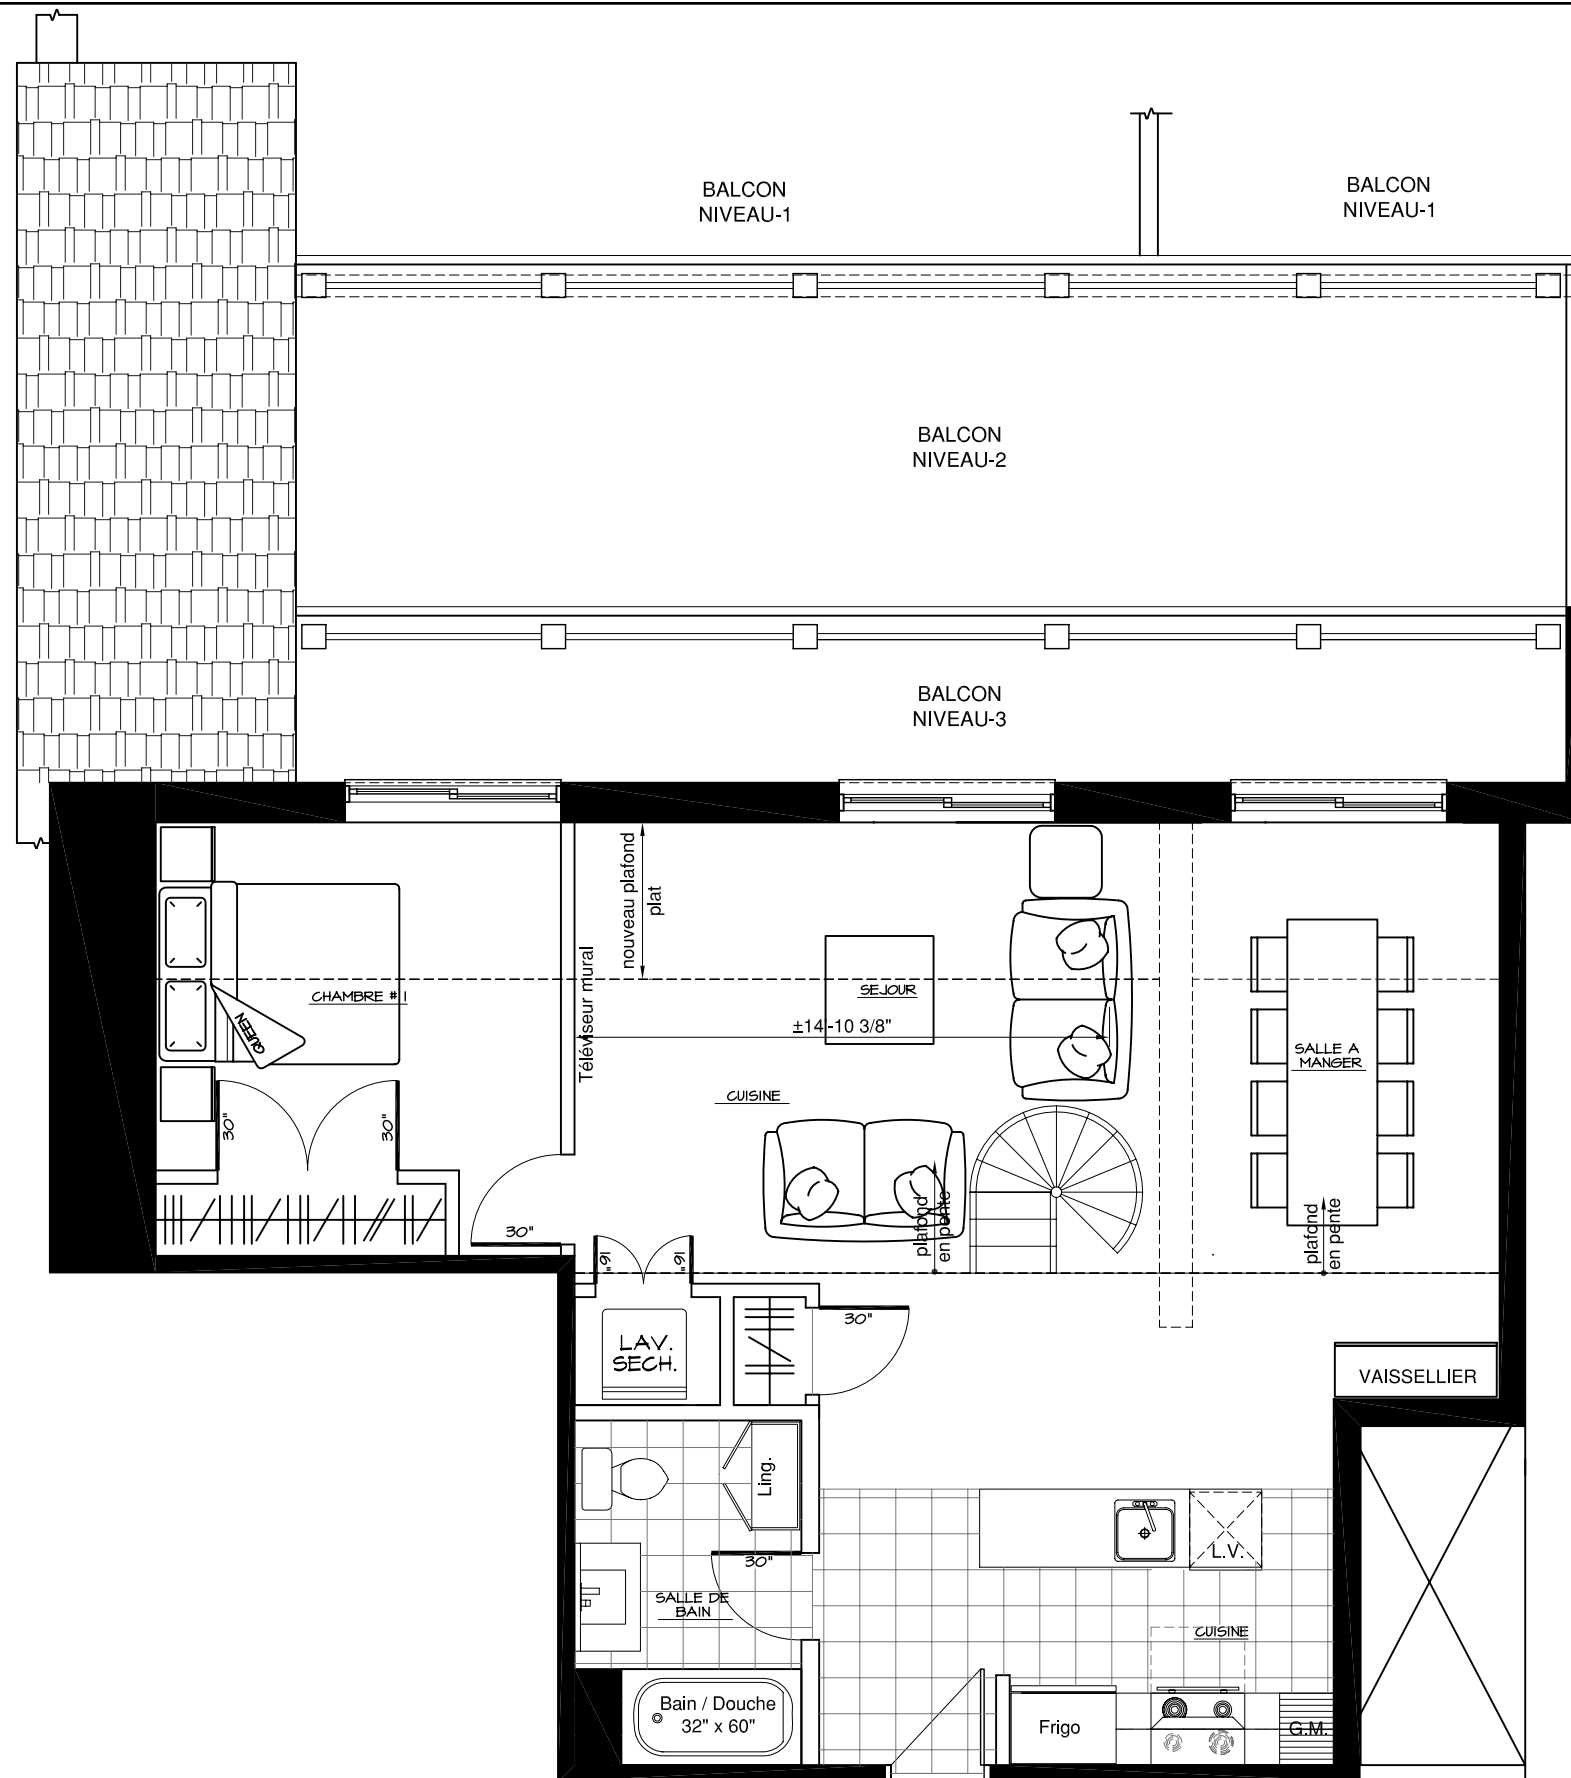 BALCON
NIVEAU-1
BALCON
NIVEAU-1
BALCON
NIVEAU-2
BALCON
NIVEAU-3
nouveau plafond
plat
Téléviseur mural
CHAMBRE # 1
QUEEN
SEJOUR
±14'-10 3/8"
SALLE A
MANGER
CUISINE
30"
30"
30"
plafond
en pente
plafond
en pente
16"
16"
30"
LAV.
SECH.
VAISSELLIER
Ling.
30"
SALLE DE
BAIN
L.V.
CUISINE
Bain / Douche
32" x 60"
Frigo
G.M.